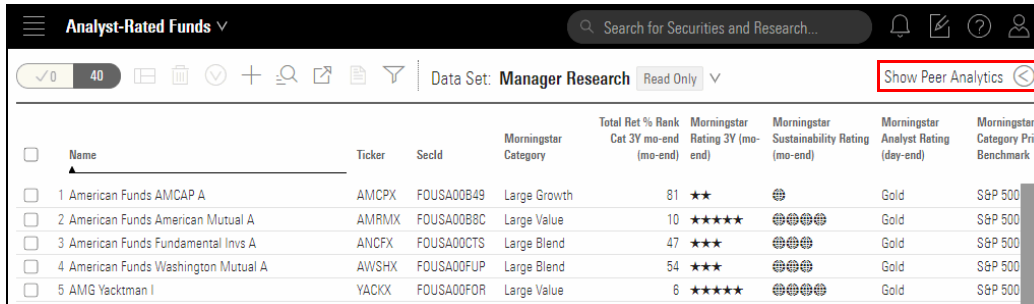 Analyst-Rated Funds
Search for Securities and Research...
0 40 Data Set: Manager Research Read Only Show Peer Analytics
Name Ticker SecId Morningstar Category Total Ret % Rank Cat 3Y mo-end (mo-end) Morningstar Rating 3Y (mo-end) Morningstar Sustainability Rating (mo-end) Morningstar Analyst Rating (day-end) Morningstar Category Pri Benchmark
1 American Funds AMCAP A AMCPX FOUSA00B49 Large Growth 81 ★★ Gold S&P 500
2 American Funds American Mutual A AMRMX FOUSA00B8C Large Value 10 ★★★★★ Gold S&P 500
3 American Funds Fundamental Invs A ANCFX FOUSA00CTS Large Blend 47 ★★★ Gold S&P 500
4 American Funds Washington Mutual A AWSHX FOUSA00FUP Large Blend 54 ★★★ Gold S&P 500
5 AMG Yacktman I YACKX FOUSA00FOR Large Value 6 ★★★★★ Gold S&P 500